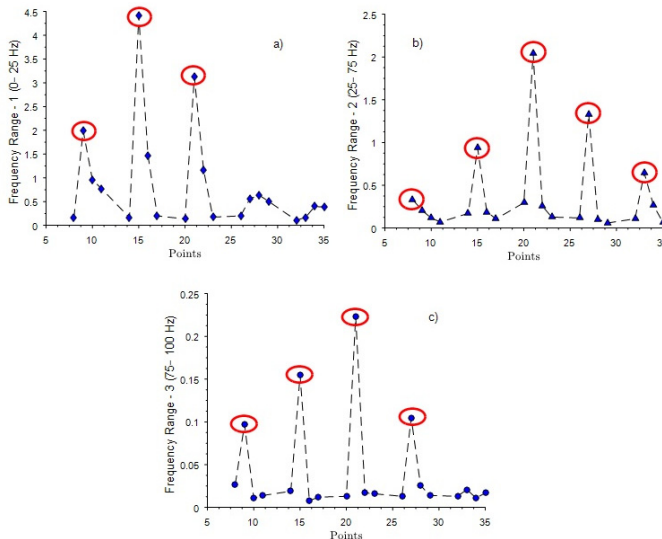 a)
Frequency Range - 1 (0– 25 Hz)
4.5
4
3.5
3
2.5
2
1.5
1
0.5
0
5 10 15 20 25 30 35
Points
b)
Frequency Range - 2 (25– 75 Hz)
2.5
2
1.5
1
0.5
0
5 10 15 20 25 30 35
Points
c)
Frequency Range - 3 (75– 100 Hz)
0.25
0.2
0.15
0.1
0.05
0
5 10 15 20 25 30 35
Points